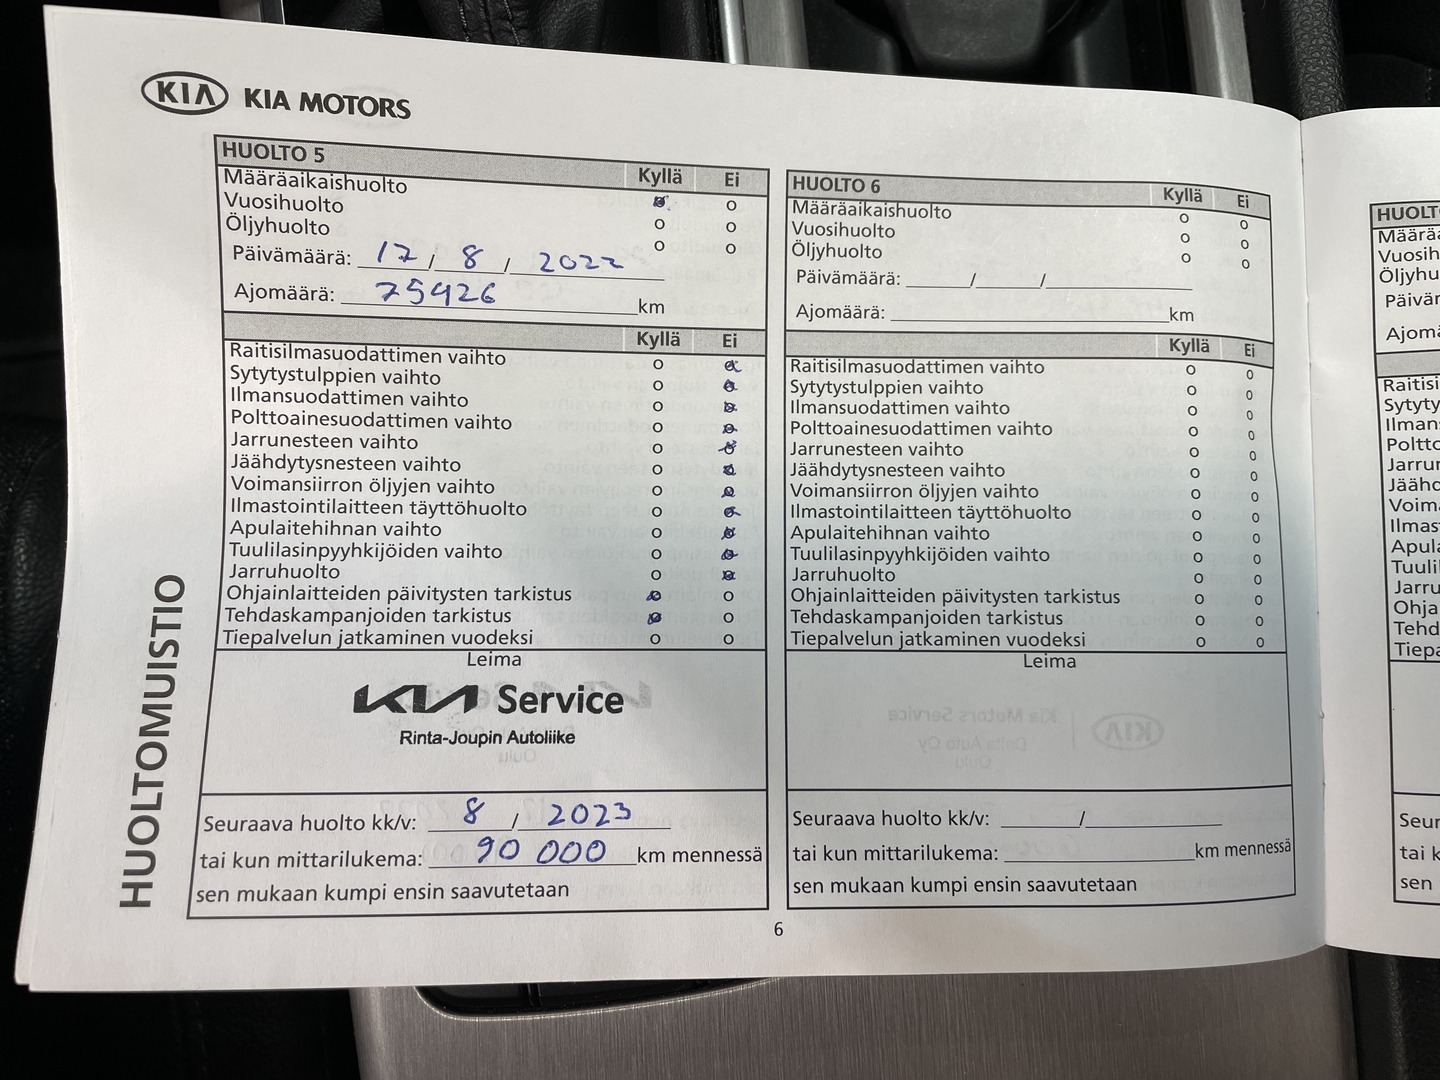 KIA KIA MOTORS
HUOLTOMUISTIO
HUOLTO 5 Kyllä Ei
Määräaikaishuolto o o
Vuosihuolto o o
Öljyhuolto o o
Päivämäärä: 17 / 8 / 2022
Ajomäärä: 75426 km
Kyllä Ei
Raitisilmasuodattimen vaihto o o
Sytytystulppien vaihto o o
Ilmansuodattimen vaihto o o
Polttoainesuodattimen vaihto o o
Jarrunesteen vaihto o o
Jäähdytysnesteen vaihto o o
Voimansiirron öljyjen vaihto o o
Ilmastointilaitteen täyttöhuolto o o
Apulaitehihnan vaihto o o
Tuulilasinpyyhkijöiden vaihto o o
Jarruhuolto o o
Ohjainlaitteiden päivitysten tarkistus o o
Tehdaskampanjoiden tarkistus o o
Tiepalvelun jatkaminen vuodeksi o o
Leima
KIA Service
Rinta-Joupin Autoliike
Oulu
Seuraava huolto kk/v: 8 / 2023
tai kun mittarilukema: 90 000 km mennessä
sen mukaan kumpi ensin saavutetaan
HUOLTO 6 Kyllä Ei
Määräaikaishuolto o o
Vuosihuolto o o
Öljyhuolto o o
Päivämäärä: / /
Ajomäärä: km
Kyllä Ei
Raitisilmasuodattimen vaihto o o
Sytytystulppien vaihto o o
Ilmansuodattimen vaihto o o
Polttoainesuodattimen vaihto o o
Jarrunesteen vaihto o o
Jäähdytysnesteen vaihto o o
Voimansiirron öljyjen vaihto o o
Ilmastointilaitteen täyttöhuolto o o
Apulaitehihnan vaihto o o
Tuulilasinpyyhkijöiden vaihto o o
Jarruhuolto o o
Ohjainlaitteiden päivitysten tarkistus o o
Tehdaskampanjoiden tarkistus o o
Tiepalvelun jatkaminen vuodeksi o o
Leima
Seuraava huolto kk/v: /
tai kun mittarilukema: km mennessä
sen mukaan kumpi ensin saavutetaan
6